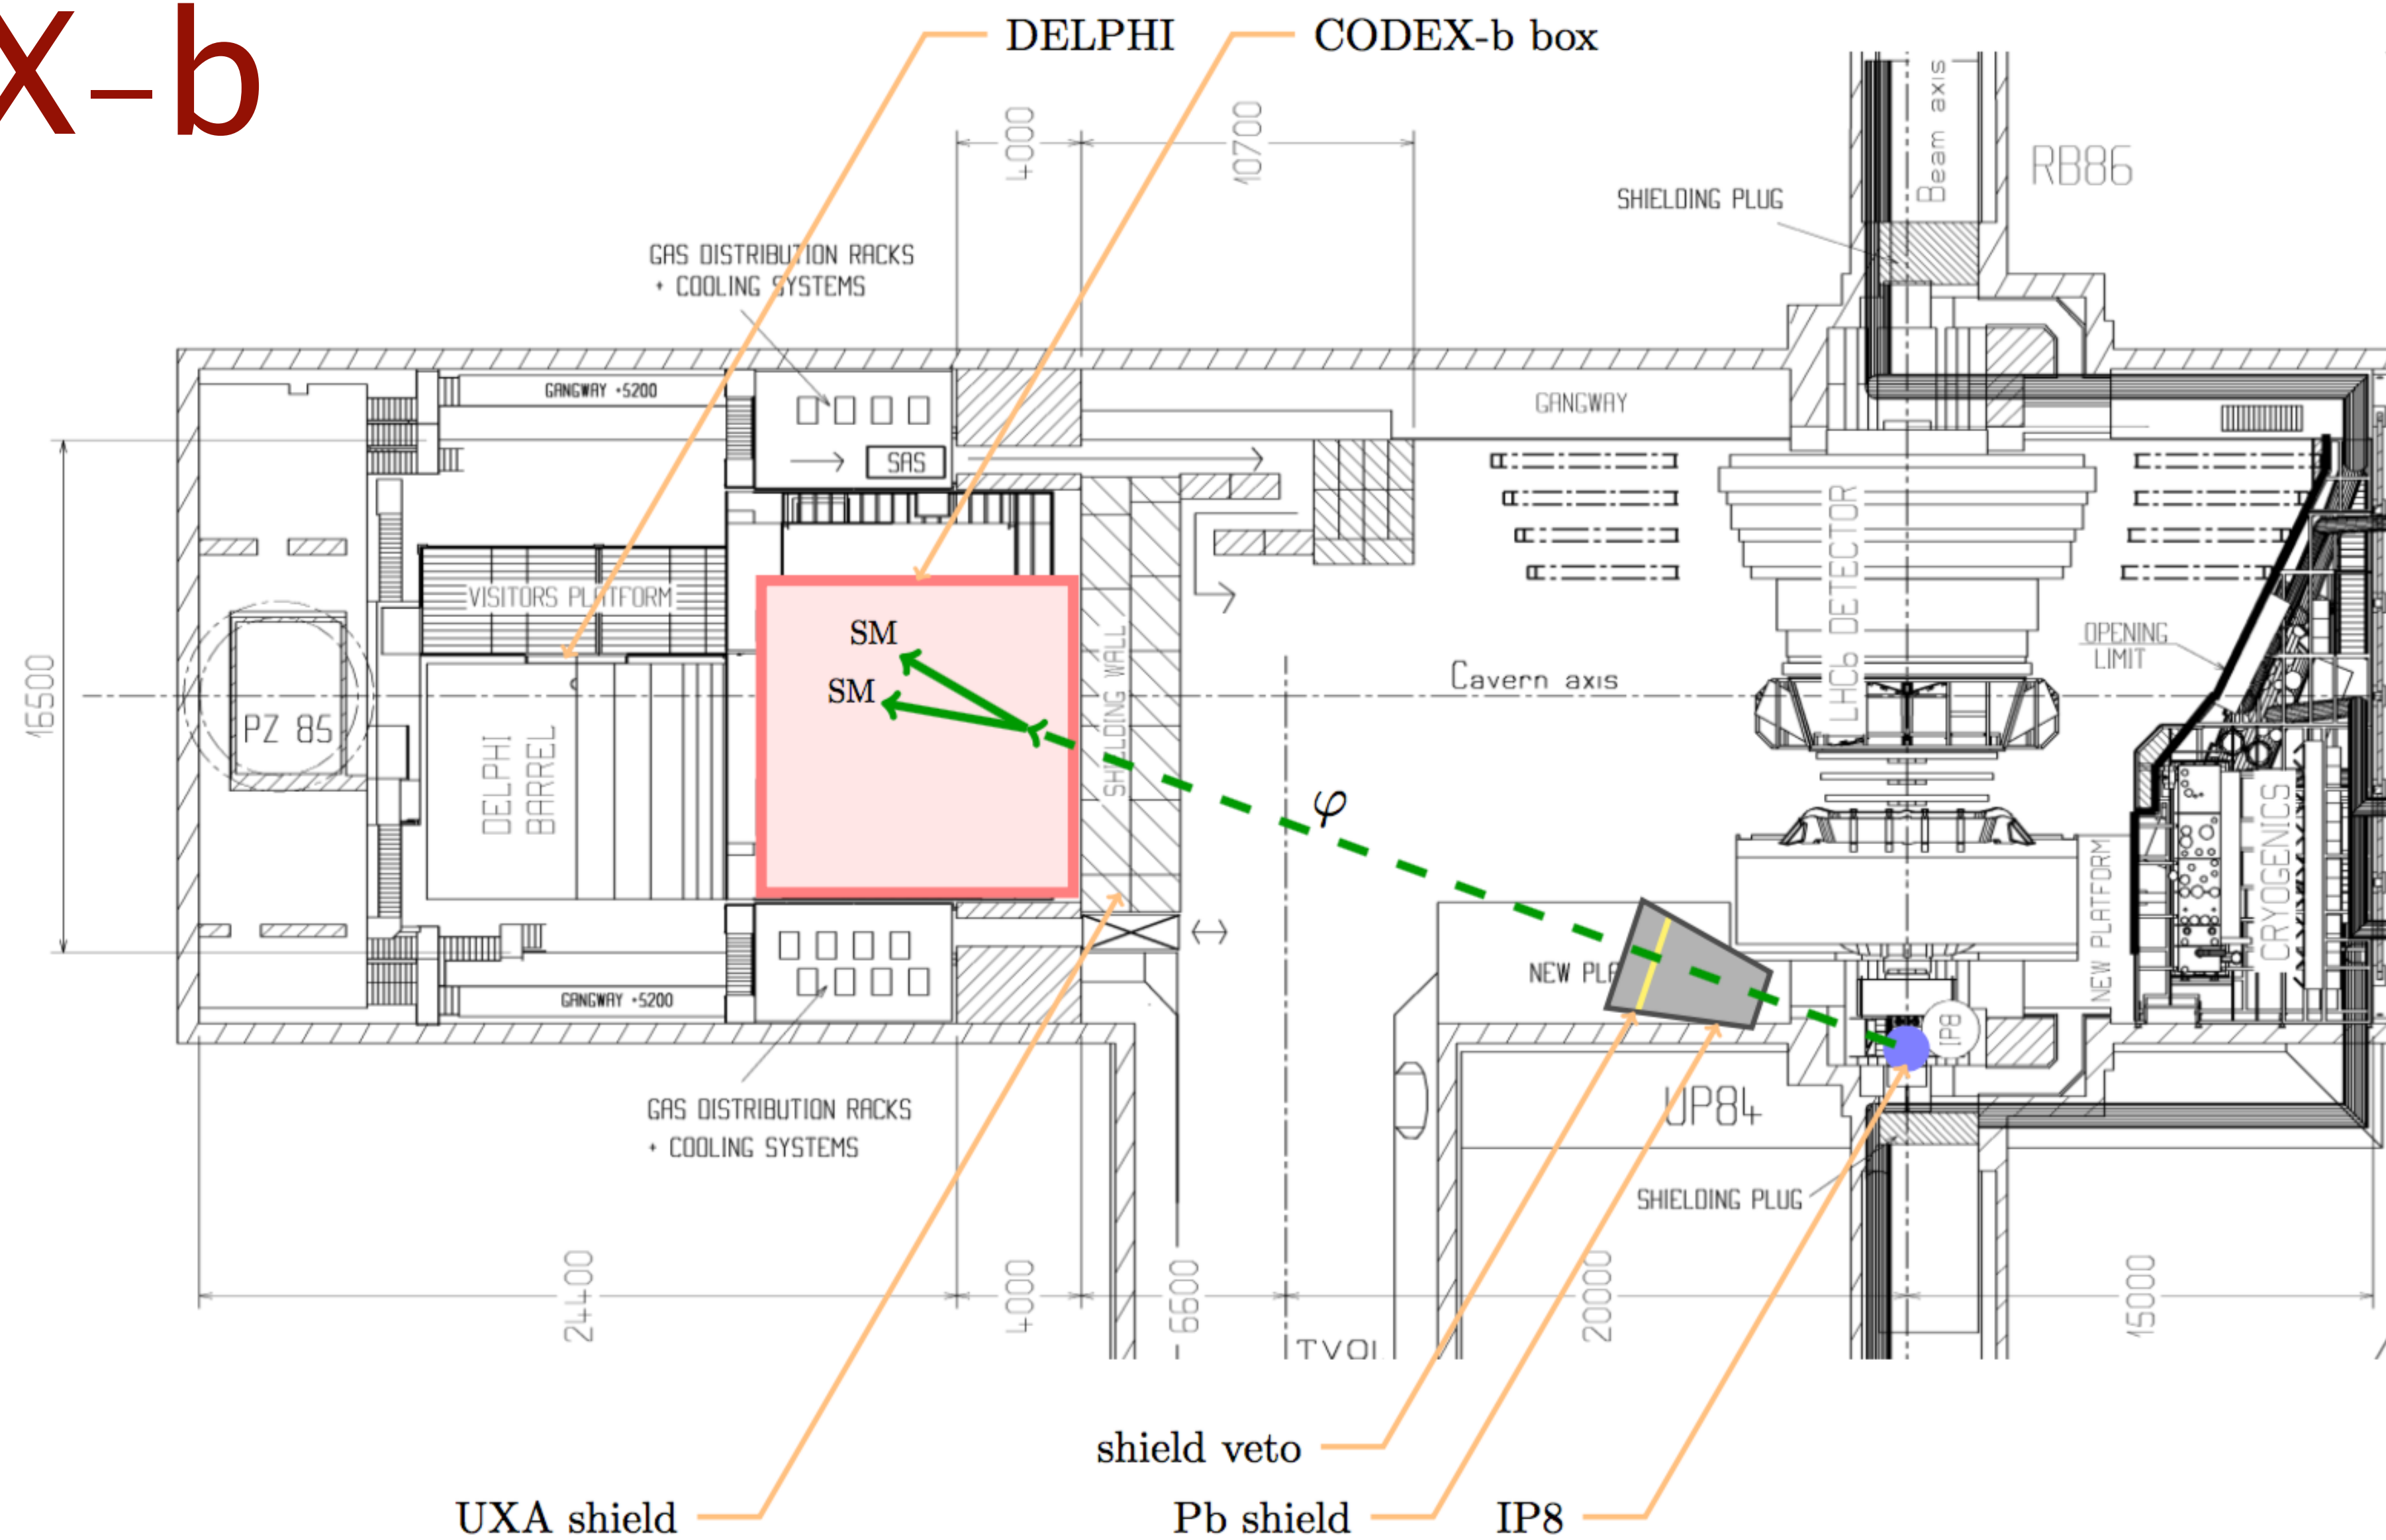 X-b
DELPHI
CODEX-b box
4000
10700
Beam axis
RB86
SHIELDING PLUG
GAS DISTRIBUTION RACKS
+ COOLING SYSTEMS
GANGWAY +5200
GANGWAY
SAS
VISITORS PLATFORM
LHCb DETECTOR
SM
SM
SHIELDING WALL
OPENING
LIMIT
Cavern axis
16500
PZ 85
DELPHI
BARREL
φ
NEW PLATFORM
CRYOGENICS
NEW PLA
GANGWAY +5200
IP8
GAS DISTRIBUTION RACKS
+ COOLING SYSTEMS
UP84
SHIELDING PLUG
24400
4000
6600
20000
15000
shield veto
UXA shield
Pb shield
IP8